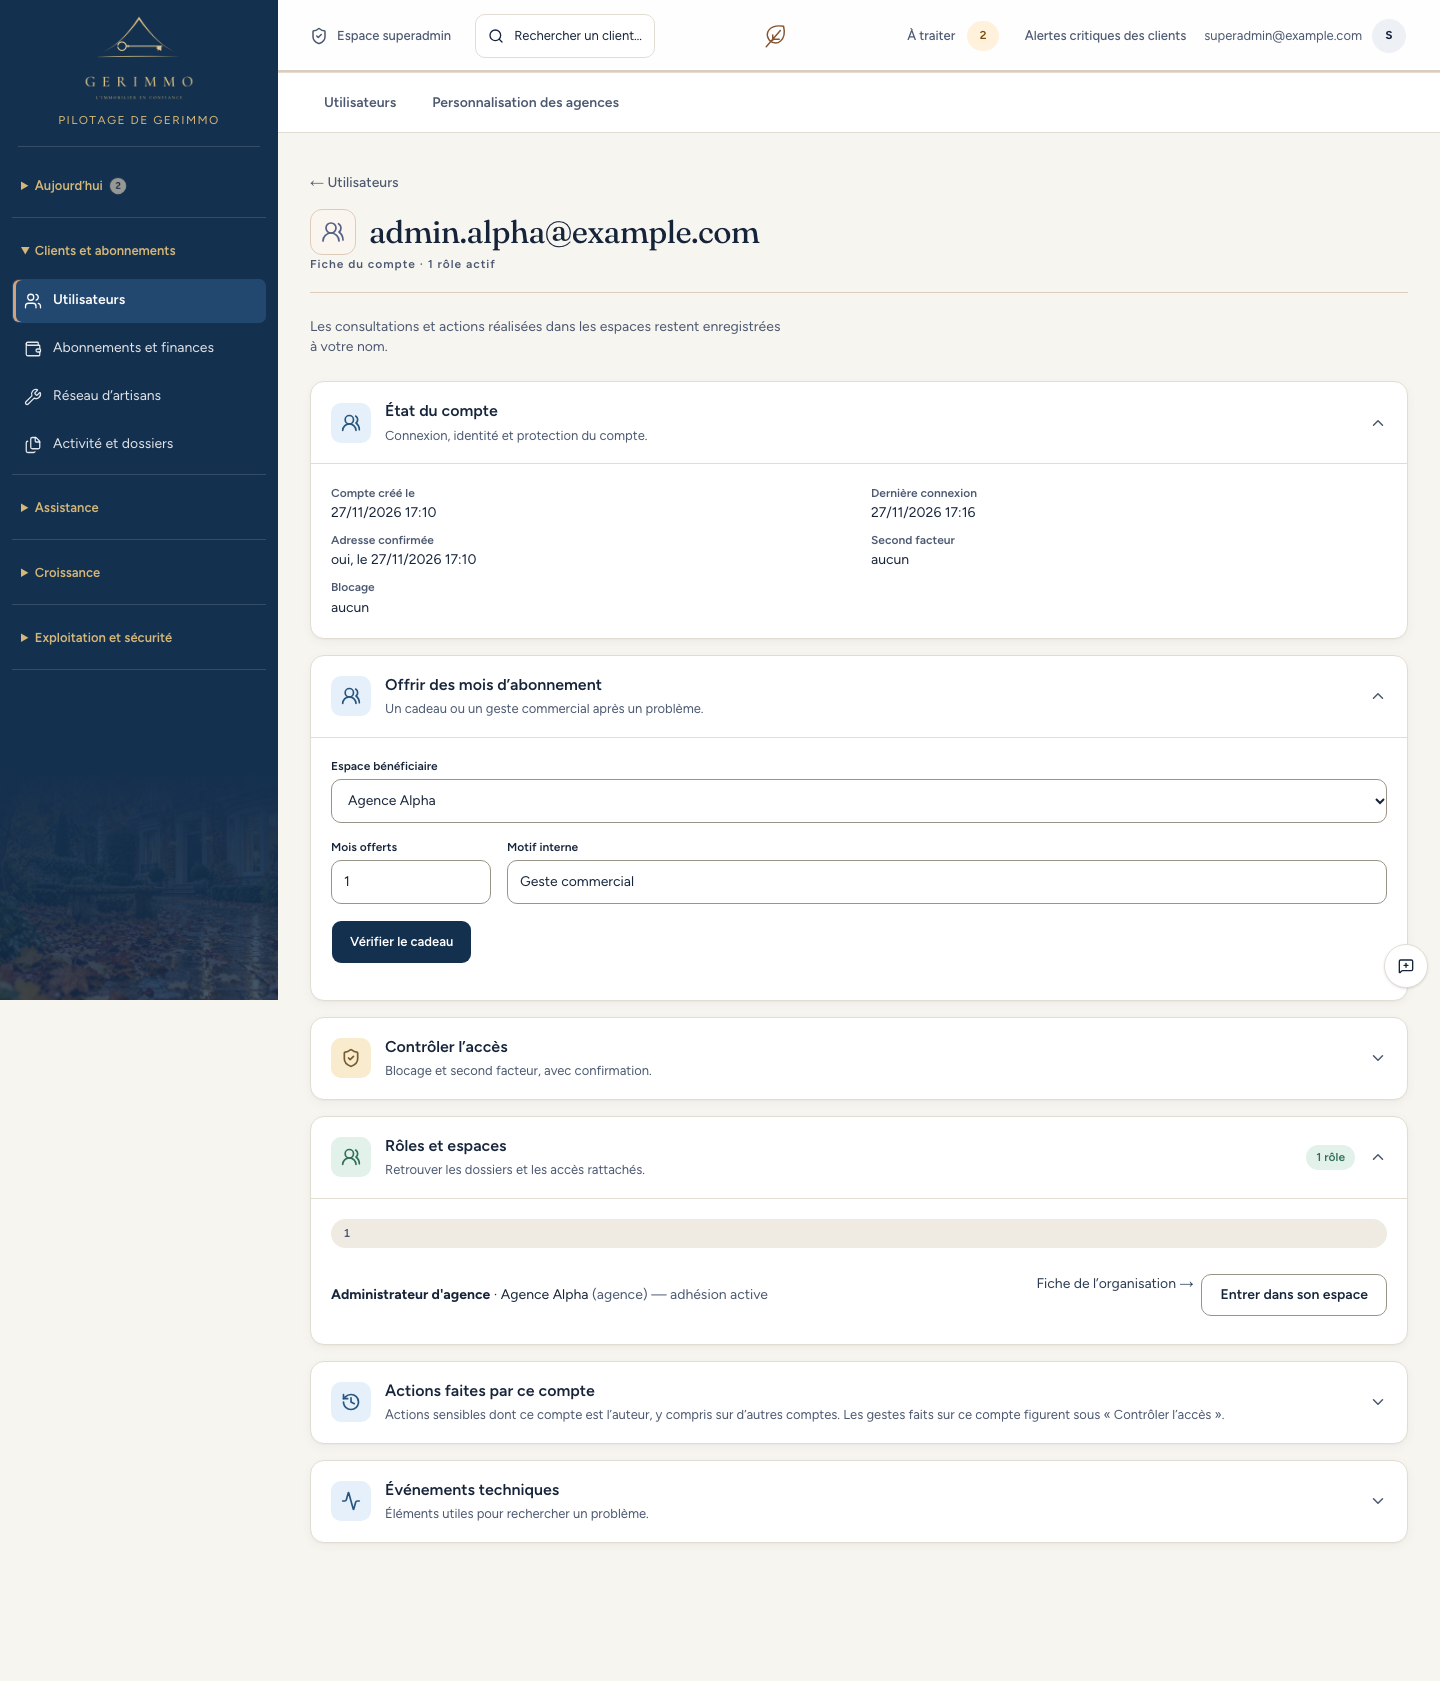 GERIMMO
L'IMMOBILIER EN CONFIANCE
PILOTAGE DE GERIMMO
Aujourd’hui 2
Clients et abonnements
Utilisateurs
Abonnements et finances
Réseau d’artisans
Activité et dossiers
Assistance
Croissance
Exploitation et sécurité
Espace superadmin
Rechercher un client...
À traiter 2
Alertes critiques des clients
superadmin@example.com
S
Utilisateurs
Personnalisation des agences
← Utilisateurs
admin.alpha@example.com
Fiche du compte · 1 rôle actif
Les consultations et actions réalisées dans les espaces restent enregistrées
à votre nom.
État du compte
Connexion, identité et protection du compte.
Compte créé le
27/11/2026 17:10
Dernière connexion
27/11/2026 17:16
Adresse confirmée
oui, le 27/11/2026 17:10
Second facteur
aucun
Blocage
aucun
Offrir des mois d’abonnement
Un cadeau ou un geste commercial après un problème.
Espace bénéficiaire
Agence Alpha
Mois offerts
1
Motif interne
Geste commercial
Vérifier le cadeau
Contrôler l’accès
Blocage et second facteur, avec confirmation.
Rôles et espaces
Retrouver les dossiers et les accès rattachés.
1 rôle
1
Administrateur d'agence · Agence Alpha (agence) — adhésion active
Fiche de l’organisation →
Entrer dans son espace
Actions faites par ce compte
Actions sensibles dont ce compte est l’auteur, y compris sur d’autres comptes. Les gestes faits sur ce compte figurent sous « Contrôler l’accès ».
Événements techniques
Éléments utiles pour rechercher un problème.